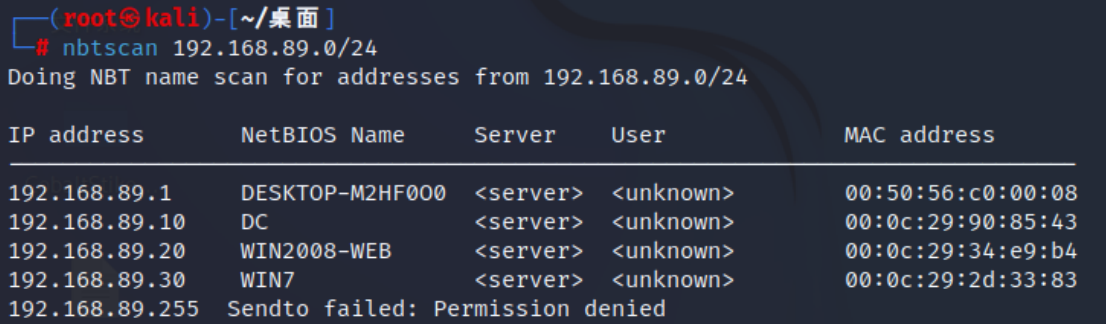 ┌──(root㉿kali)-[~/桌面]
└─# nbtscan 192.168.89.0/24
Doing NBT name scan for addresses from 192.168.89.0/24
IP address NetBIOS Name Server User MAC address
192.168.89.1 DESKTOP-M2HF0O0 <server> <unknown> 00:50:56:c0:00:08
192.168.89.10 DC <server> <unknown> 00:0c:29:90:85:43
192.168.89.20 WIN2008-WEB <server> <unknown> 00:0c:29:34:e9:b4
192.168.89.30 WIN7 <server> <unknown> 00:0c:29:2d:33:83
192.168.89.255 Sendto failed: Permission denied